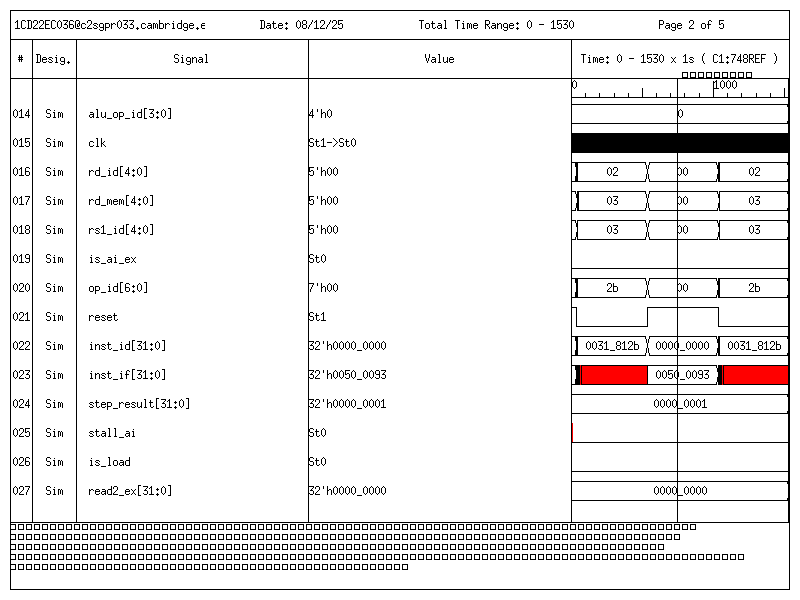 1CD22EC036@c2sgpr033.cambridge.e Date: 08/12/25 Total Time Range: 0 - 1530 Page 2 of 5
# Desig. Signal Value Time: 0 - 1530 x 1s ( C1:748REF )
0 1000
014 Sim alu_op_id[3:0] 4'h0 0
015 Sim clk St1->St0
016 Sim rd_id[4:0] 5'h00 02 00 02
017 Sim rd_mem[4:0] 5'h00 03 00 03
018 Sim rs1_id[4:0] 5'h00 03 00 03
019 Sim is_ai_ex St0
020 Sim op_id[6:0] 7'h00 2b 00 2b
021 Sim reset St1
022 Sim inst_id[31:0] 32'h0000_0000 0031_812b 0000_0000 0031_812b
023 Sim inst_if[31:0] 32'h0050_0093 0050_0093
024 Sim step_result[31:0] 32'h0000_0001 0000_0001
025 Sim stall_ai St0
026 Sim is_load St0
027 Sim read2_ex[31:0] 32'h0000_0000 0000_0000